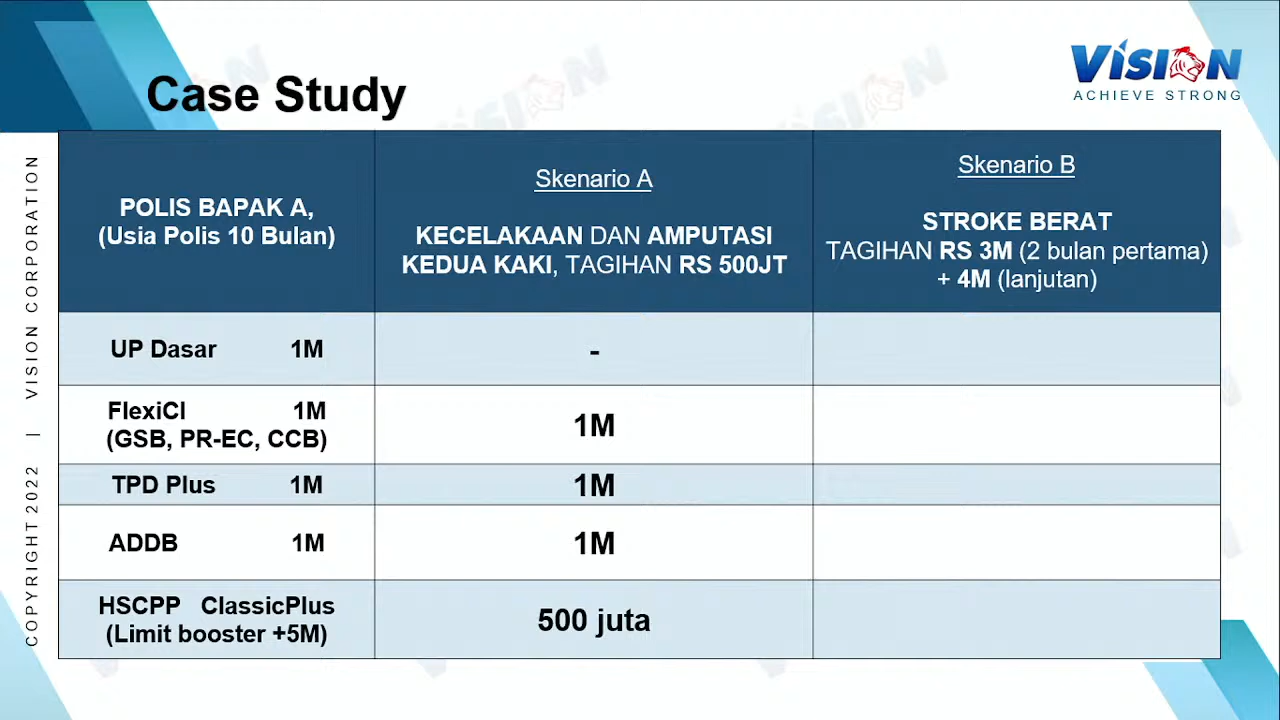 Case Study
VISION
ACHIEVE STRONG
COPYRIGHT 2022 | VISION CORPORATION
POLIS BAPAK A,
(Usia Polis 10 Bulan)
Skenario A
KECELAKAAN DAN AMPUTASI
KEDUA KAKI, TAGIHAN RS 500JT
Skenario B
STROKE BERAT
TAGIHAN RS 3M (2 bulan pertama)
+ 4M (lanjutan)
UP Dasar 1M
-
FlexiCI 1M
(GSB, PR-EC, CCB)
1M
TPD Plus 1M
1M
ADDB 1M
1M
HSCPP ClassicPlus
(Limit booster +5M)
500 juta